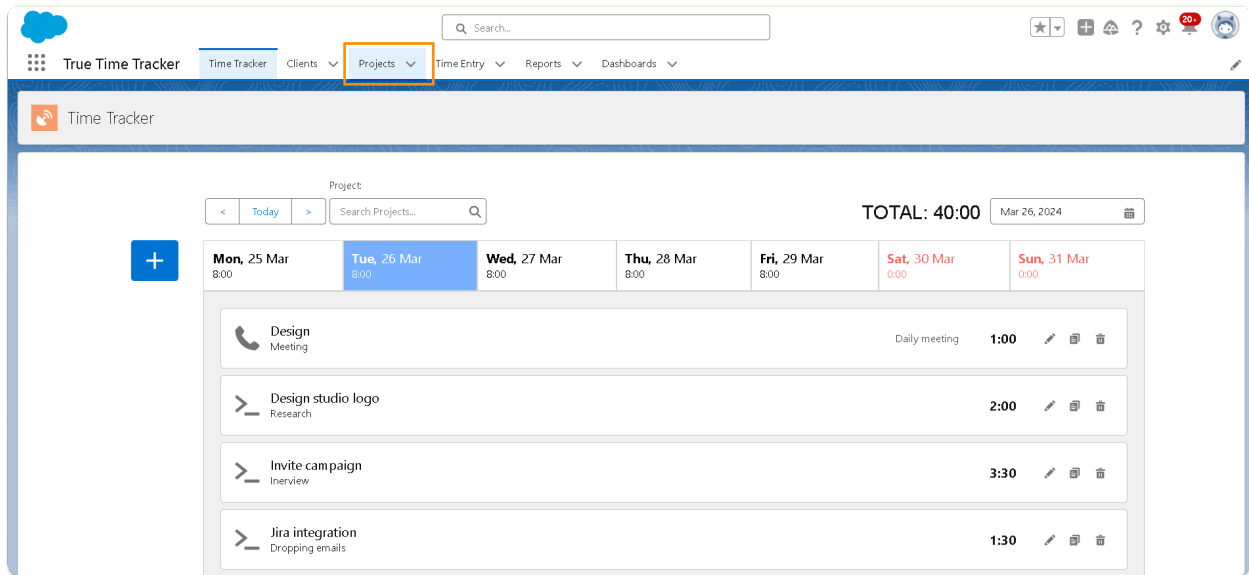 Search...
20+
True Time Tracker
Time Tracker Clients Projects Time Entry Reports Dashboards
Time Tracker
Project:
< Today > Search Projects... TOTAL: 40:00 Mar 26, 2024
+ Mon, 25 Mar Tue, 26 Mar Wed, 27 Mar Thu, 28 Mar Fri, 29 Mar Sat, 30 Mar Sun, 31 Mar
8:00 8:00 8:00 8:00 8:00 0:00 0:00
Design
Meeting Daily meeting 1:00
Design studio logo
Research 2:00
Invite campaign
Inerview 3:30
Jira integration
Dropping emails 1:30